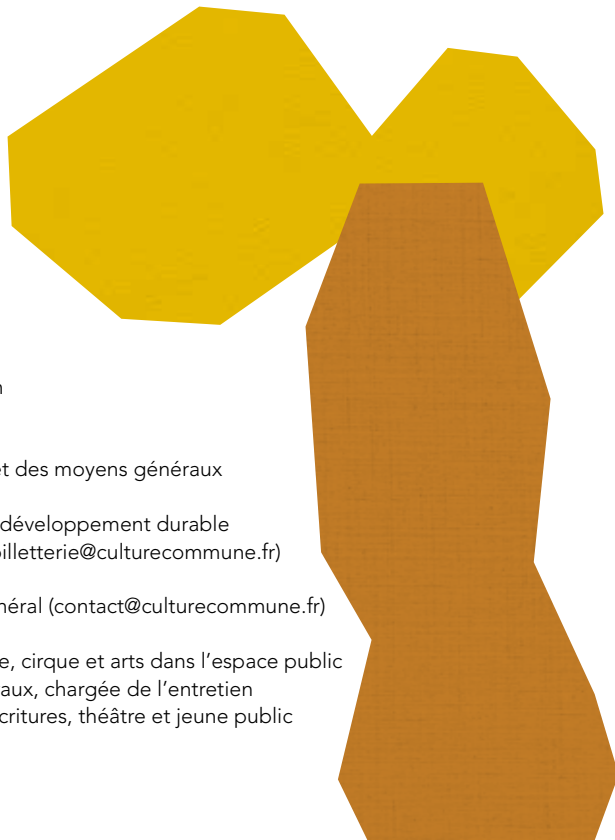 et des moyens généraux
développement durable
billetterie@culturecommune.fr)
néral (contact@culturecommune.fr)
e, cirque et arts dans l’espace public
aux, chargée de l’entretien
critures, théâtre et jeune public